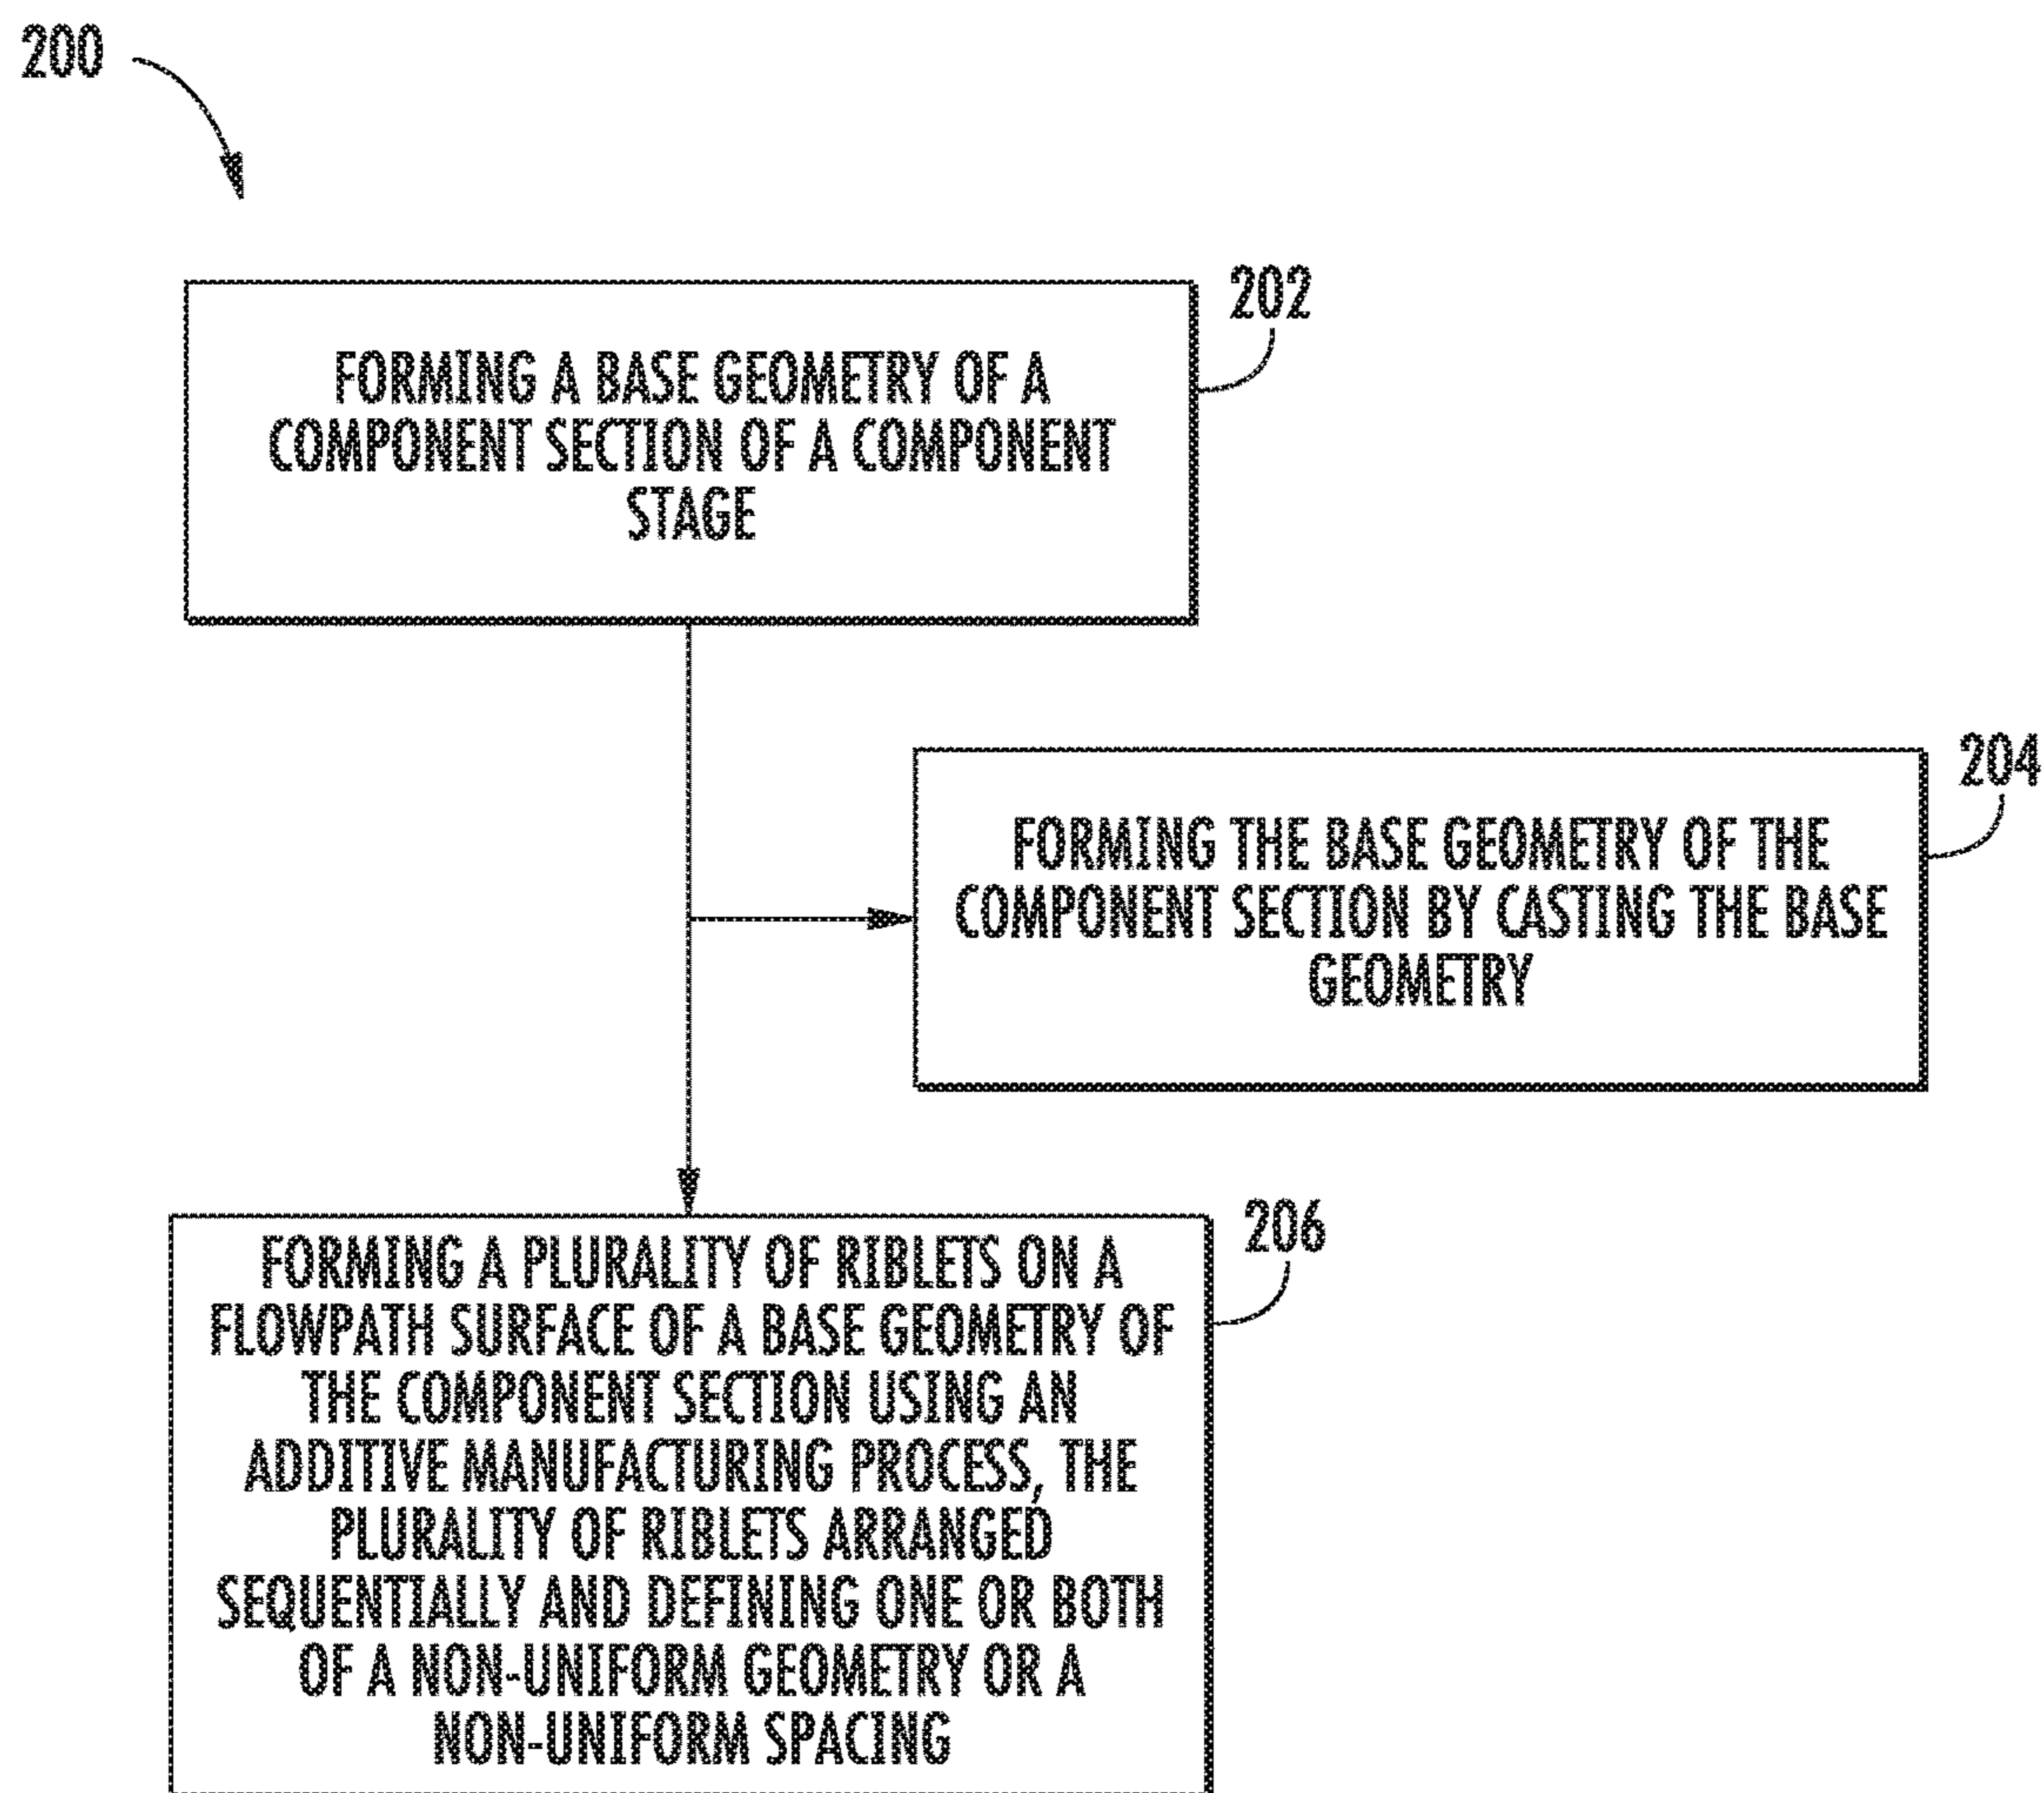 200
202
FORMING A BASE GEOMETRY OF A
COMPONENT SECTION OF A COMPONENT
STAGE
204
FORMING THE BASE GEOMETRY OF THE
COMPONENT SECTION BY CASTING THE BASE
GEOMETRY
206
FORMING A PLURALITY OF RIBLETS ON A
FLOWPATH SURFACE OF A BASE GEOMETRY OF
THE COMPONENT SECTION USING AN
ADDITIVE MANUFACTURING PROCESS, THE
PLURALITY OF RIBLETS ARRANGED
SEQUENTIALLY AND DEFINING ONE OR BOTH
OF A NON-UNIFORM GEOMETRY OR A
NON-UNIFORM SPACING